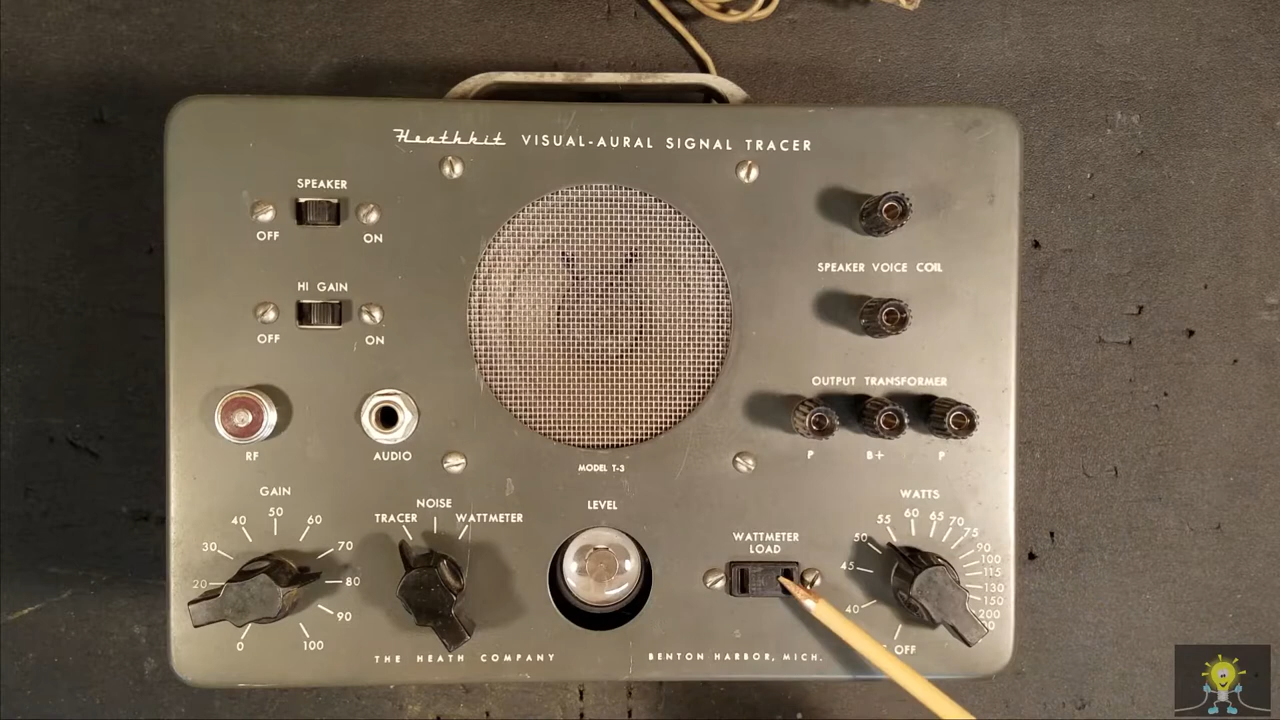 Heathkit VISUAL-AURAL SIGNAL TRACER
SPEAKER
OFF ON
HI GAIN
OFF ON
RF
AUDIO
SPEAKER VOICE COIL
OUTPUT TRANSFORMER
P B+ P
MODEL T-3
GAIN
0 20 30 40 50 60 70 80 90 100
NOISE
TRACER WATTMETER
LEVEL
WATTMETER
LOAD
WATTS
OFF 40 45 50 55 60 65 70 75 90 100 115 130 150 200
THE HEATH COMPANY
BENTON HARBOR, MICH.